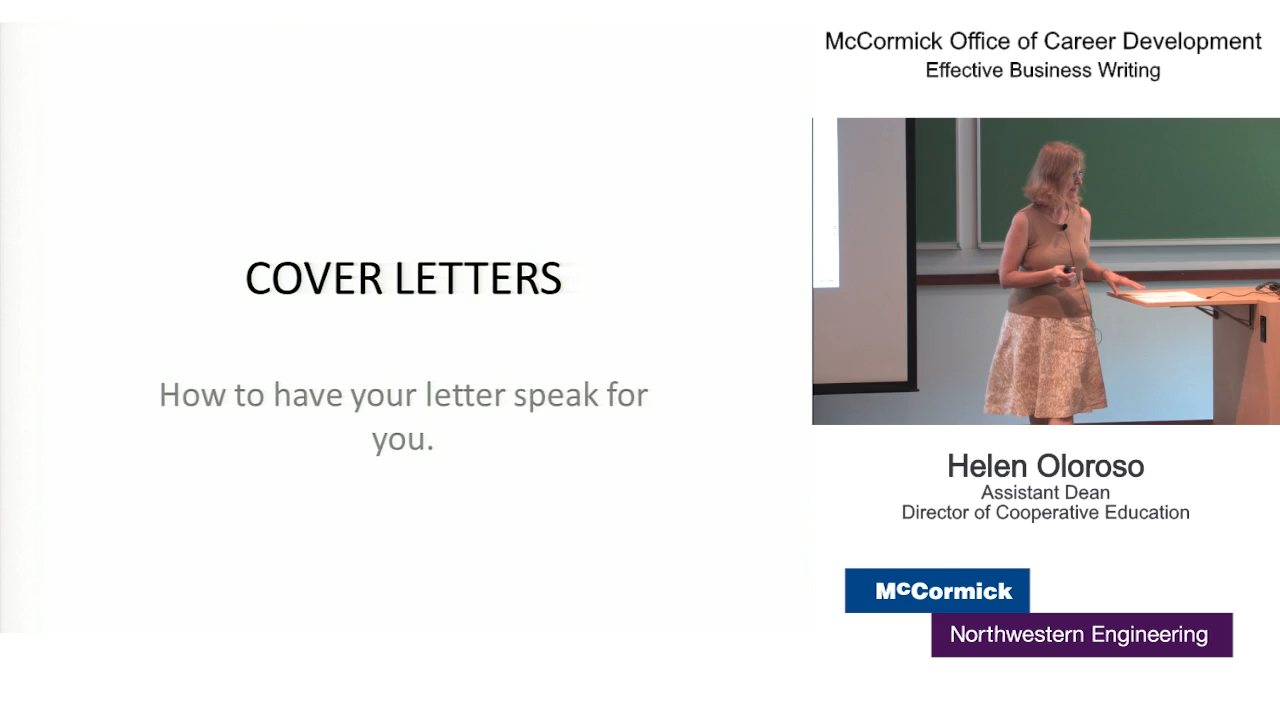 McCormick Office of Career Development
Effective Business Writing
COVER LETTERS
How to have your letter speak for
you.
Helen Oloroso
Assistant Dean
Director of Cooperative Education
McCormick
Northwestern Engineering